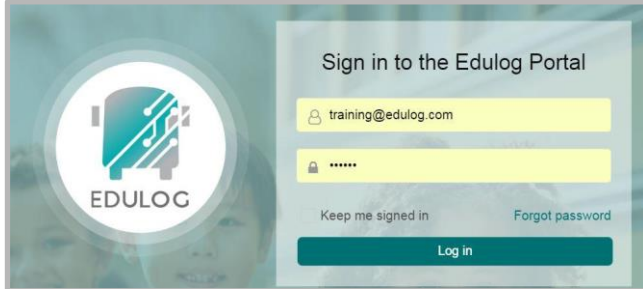 Sign in to the Edulog Portal
training@edulog.com
••••••
EDULOG
Keep me signed in
Forgot password
Log in